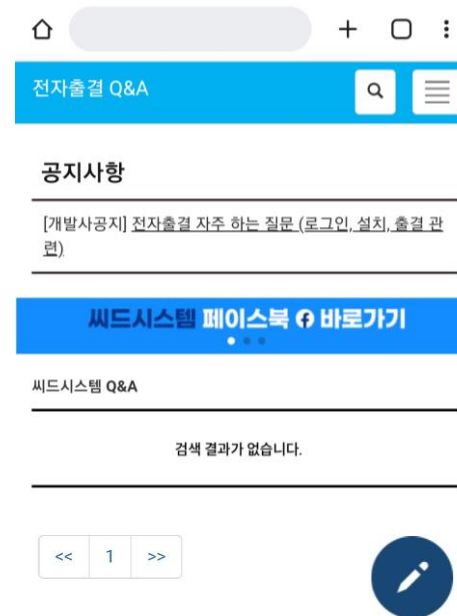 전자출결 Q&A
공지사항
[개발사공지] 전자출결 자주 하는 질문 (로그인, 설치, 출결 관
련)
씨드시스템 페이스북 바로가기
씨드시스템 Q&A
검색 결과가 없습니다.
<< 1 >>